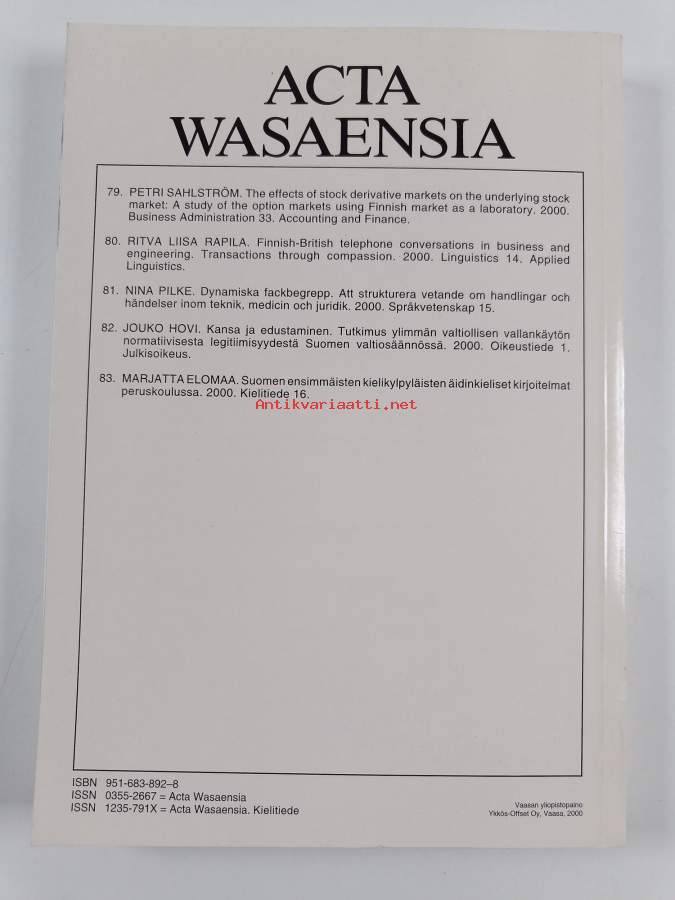 ACTA
WASAENSIA
79. PETRI SAHLSTRÖM. The effects of stock derivative markets on the underlying stock
market: A study of the option markets using Finnish market as a laboratory. 2000.
Business Administration 33. Accounting and Finance.
80. RITVA LIISA RAPILA. Finnish-British telephone conversations in business and
engineering. Transactions through compassion. 2000. Linguistics 14. Applied
Linguistics.
81. NINA PILKE. Dynamiska fackbegrepp. Att strukturera vetande om handlingar och
händelser inom teknik, medicin och juridik. 2000. Språkvetenskap 15.
82. JOUKO HOVI. Kansa ja edustaminen. Tutkimus ylimmän valtiollisen vallankäytön
normatiivisesta legitiimisyydestä Suomen valtiosäännössä. 2000. Oikeustiede 1.
Julkisoikeus.
83. MARJATTA ELOMAA. Suomen ensimmäisten kielikylpyläisten äidinkieliset kirjoitelmat
peruskoulussa. 2000. Kielitiede 16.
Antikvariaatti.net
ISBN 951-683-892–8
ISSN 0355-2667 = Acta Wasaensia
ISSN 1235-791X = Acta Wasaensia. Kielitiede
Vaasan yliopistopaino
Ykkös-Offset Oy, Vaasa, 2000